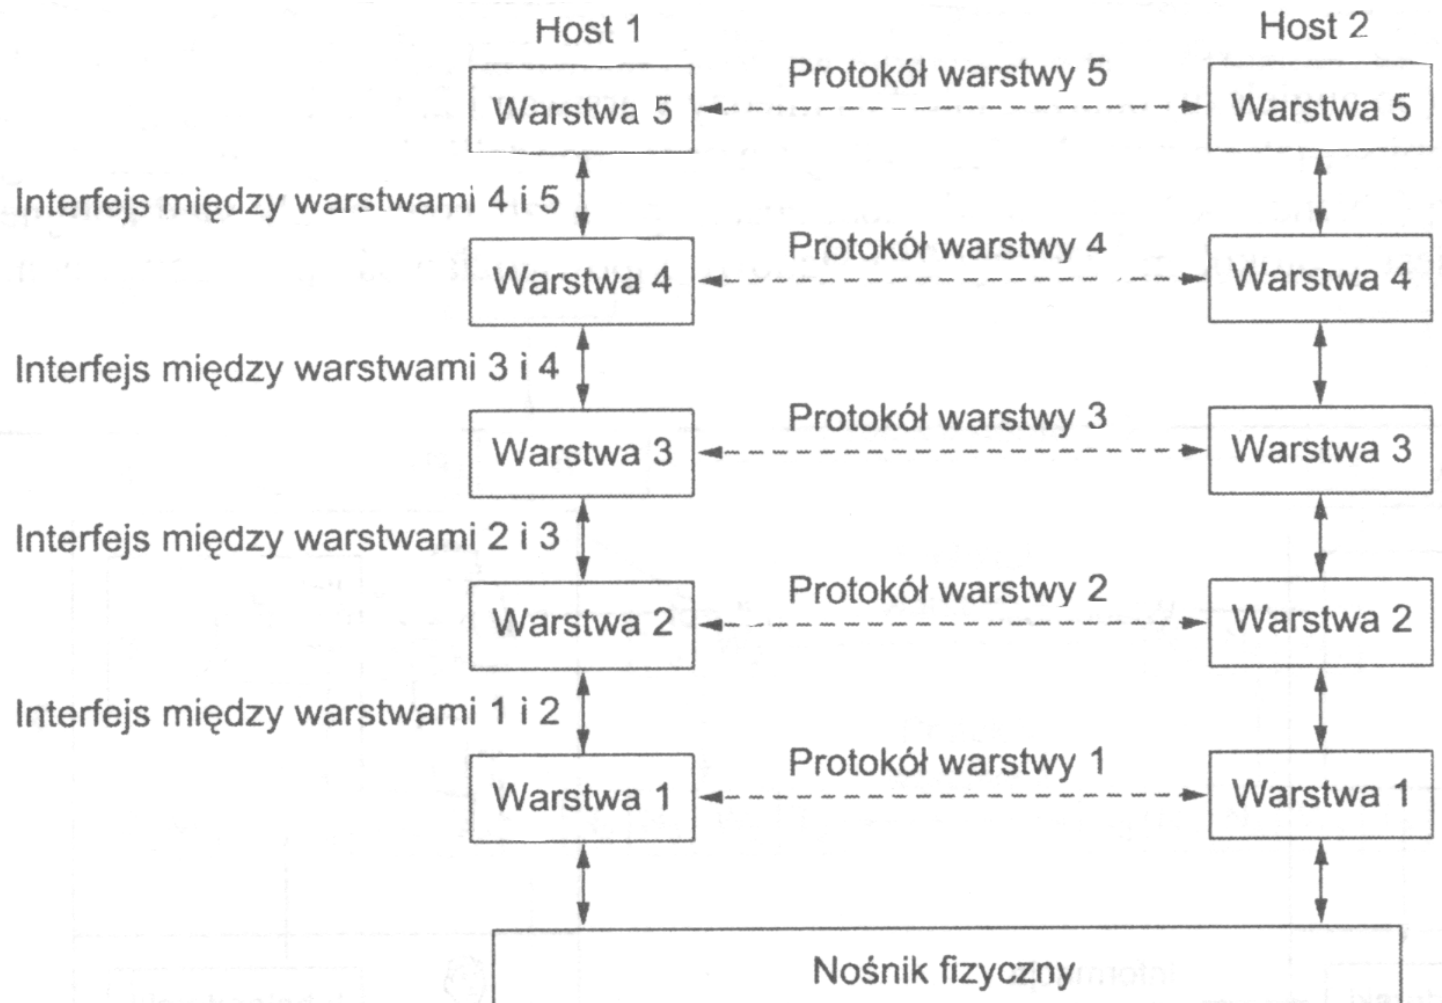 Host 1
Host 2
Warstwa 5
Protokół warstwy 5
Warstwa 5
Interfejs między warstwami 4 i 5
Warstwa 4
Protokół warstwy 4
Warstwa 4
Interfejs między warstwami 3 i 4
Warstwa 3
Protokół warstwy 3
Warstwa 3
Interfejs między warstwami 2 i 3
Warstwa 2
Protokół warstwy 2
Warstwa 2
Interfejs między warstwami 1 i 2
Warstwa 1
Protokół warstwy 1
Warstwa 1
Nośnik fizyczny